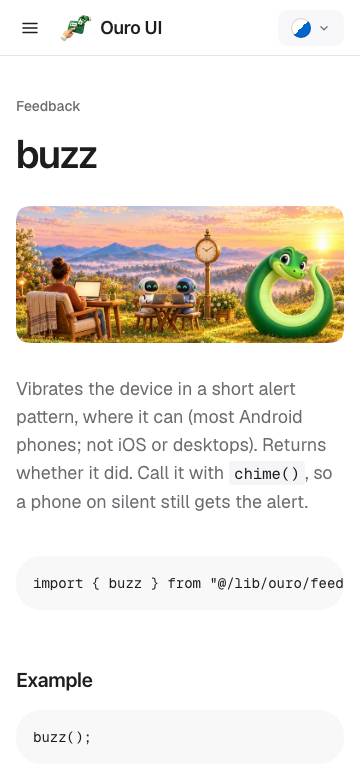 Ouro UI
Feedback
buzz
Vibrates the device in a short alert
pattern, where it can (most Android
phones; not iOS or desktops). Returns
whether it did. Call it with chime(), so
a phone on silent still gets the alert.
import { buzz } from "@/lib/ouro/feed
Example
buzz();